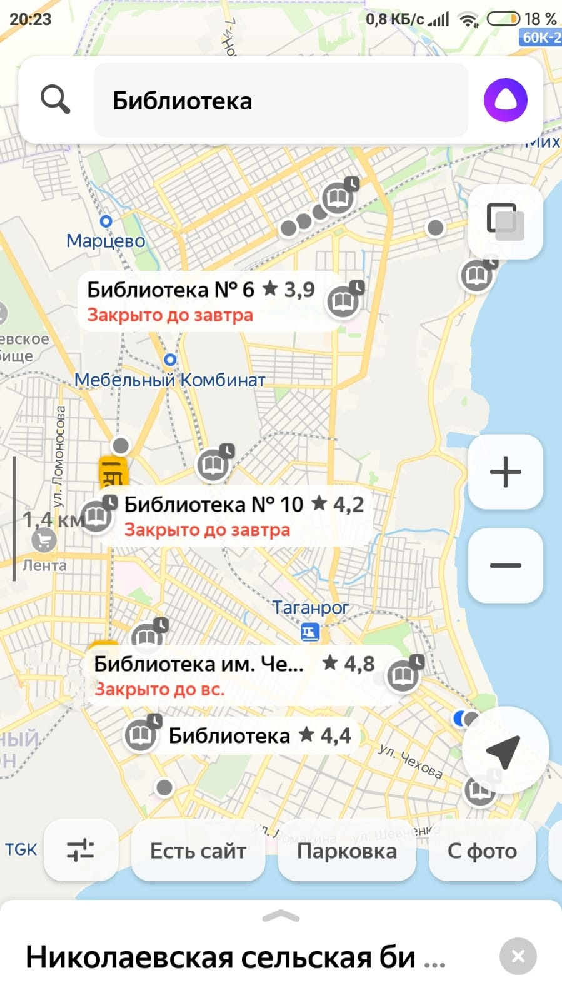 20:23
0,8 КБ/с
18 %
60К-2
Библиотека
Мих
Марцево
Библиотека № 6 ★ 3,9
Закрыто до завтра
евское
бище
Мебельный Комбинат
ул. Ломоносова
Библиотека № 10 ★ 4,2
Закрыто до завтра
1,4 км
Лента
Таганрог
Библиотека им. Че... ★ 4,8
Закрыто до вс.
Библиотека ★ 4,4
ный
Н
ул. Чехова
ул. Ломакина
ул. Шевченко
TGK
Есть сайт
Парковка
С фото
Николаевская сельская би ...